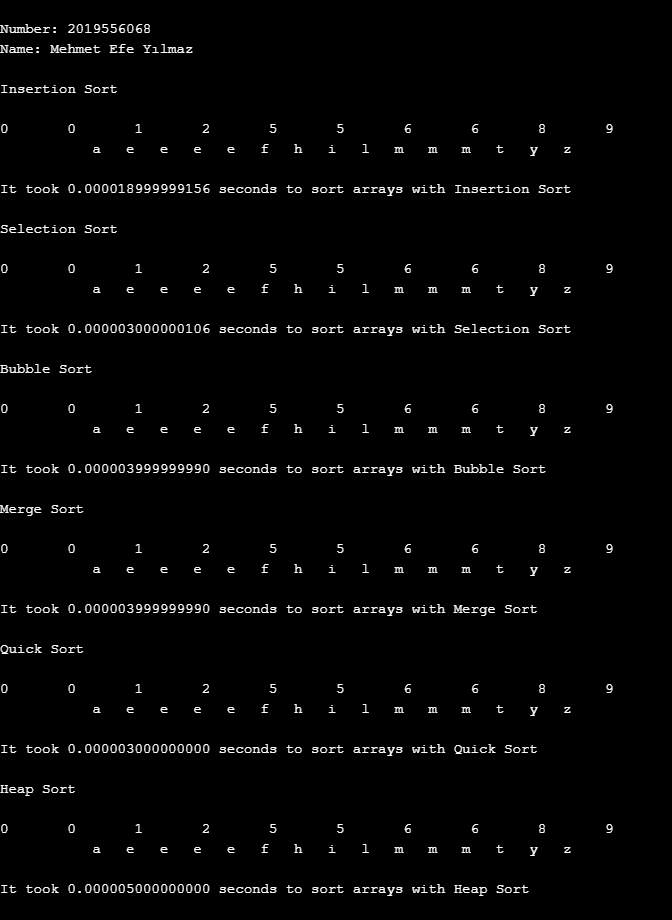 Number: 2019556068
Name: Mehmet Efe Yılmaz
Insertion Sort
0 0 1 2 5 5 6 6 8 9
a e e e e f h i l m m m t y z
It took 0.000018999999156 seconds to sort arrays with Insertion Sort
Selection Sort
0 0 1 2 5 5 6 6 8 9
a e e e e f h i l m m m t y z
It took 0.000003000000106 seconds to sort arrays with Selection Sort
Bubble Sort
0 0 1 2 5 5 6 6 8 9
a e e e e f h i l m m m t y z
It took 0.000003999999990 seconds to sort arrays with Bubble Sort
Merge Sort
0 0 1 2 5 5 6 6 8 9
a e e e e f h i l m m m t y z
It took 0.000003999999990 seconds to sort arrays with Merge Sort
Quick Sort
0 0 1 2 5 5 6 6 8 9
a e e e e f h i l m m m t y z
It took 0.000003000000000 seconds to sort arrays with Quick Sort
Heap Sort
0 0 1 2 5 5 6 6 8 9
a e e e e f h i l m m m t y z
It took 0.000005000000000 seconds to sort arrays with Heap Sort